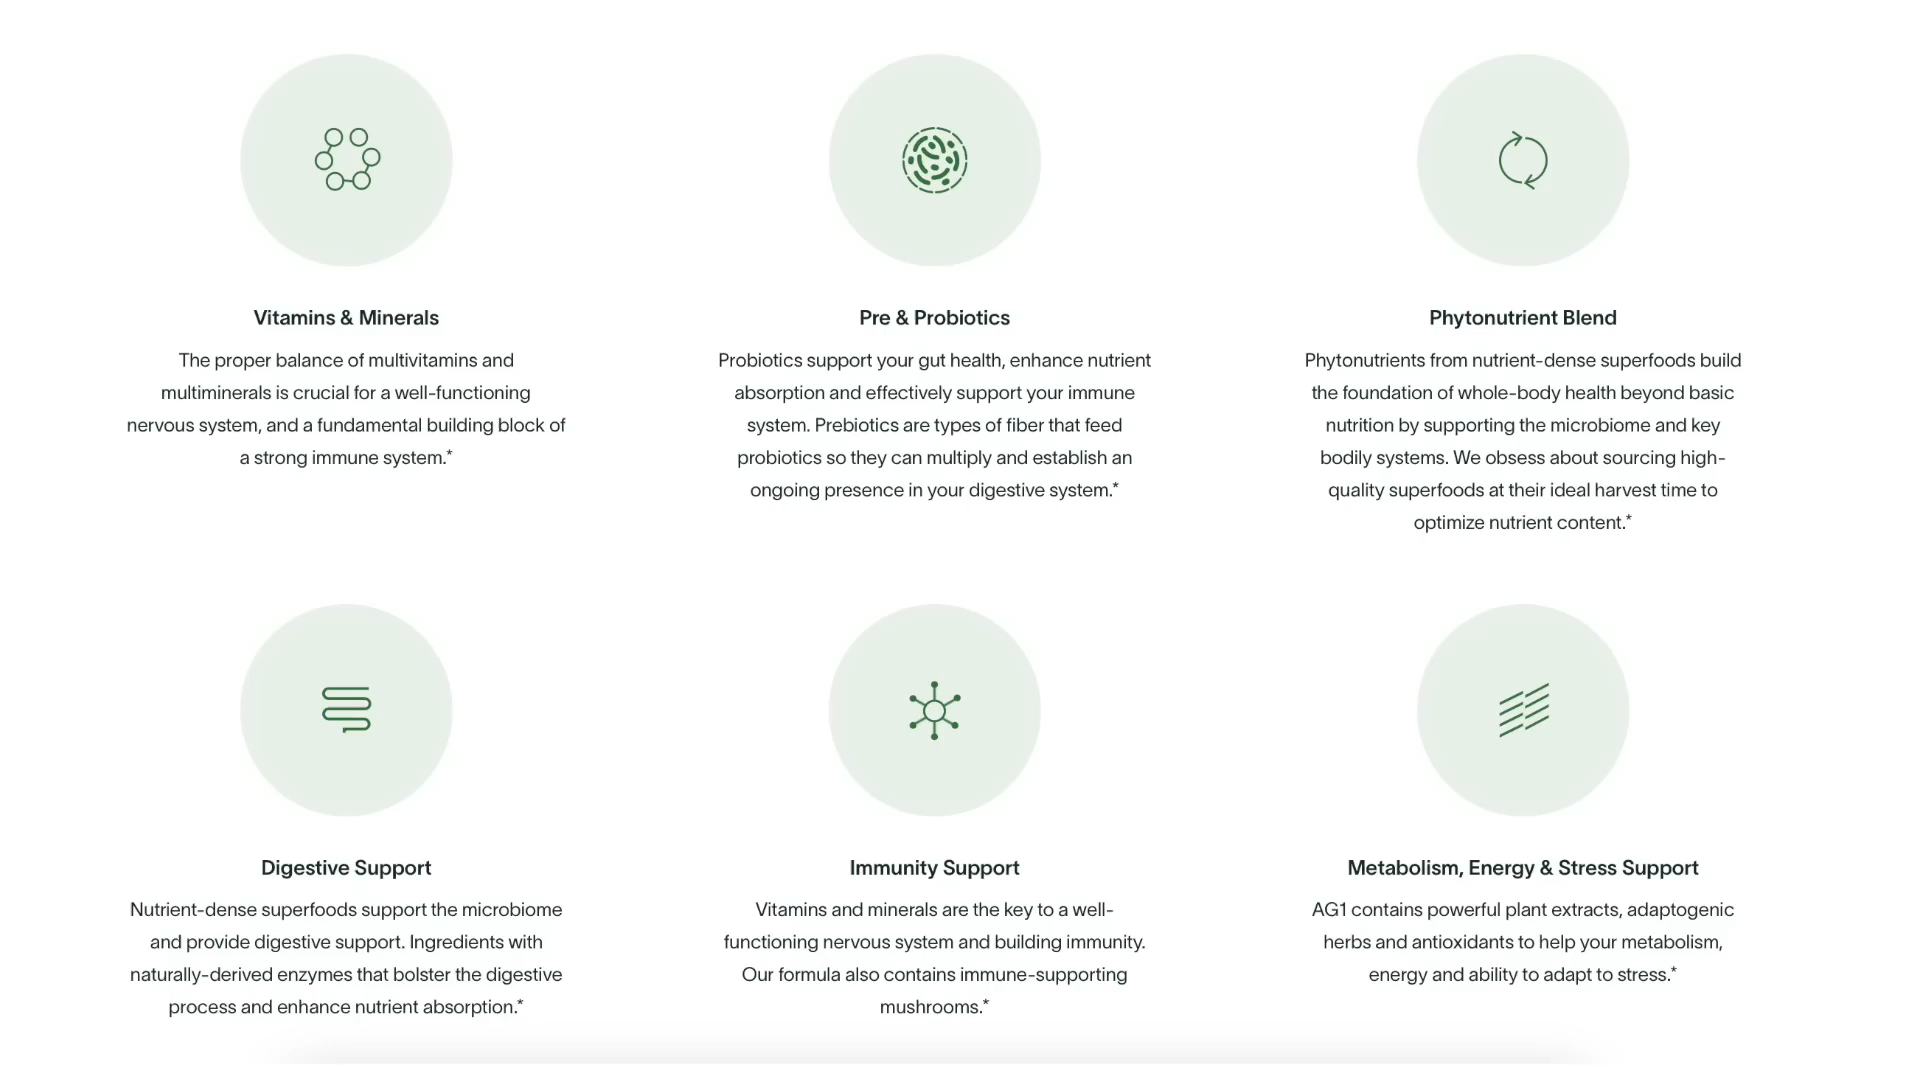 Vitamins & Minerals
The proper balance of multivitamins and
multiminerals is crucial for a well-functioning
nervous system, and a fundamental building block of
a strong immune system.*
Pre & Probiotics
Probiotics support your gut health, enhance nutrient
absorption and effectively support your immune
system. Prebiotics are types of fiber that feed
probiotics so they can multiply and establish an
ongoing presence in your digestive system.*
Phytonutrient Blend
Phytonutrients from nutrient-dense superfoods build
the foundation of whole-body health beyond basic
nutrition by supporting the microbiome and key
bodily systems. We obsess about sourcing high-
quality superfoods at their ideal harvest time to
optimize nutrient content.*
Digestive Support
Nutrient-dense superfoods support the microbiome
and provide digestive support. Ingredients with
naturally-derived enzymes that bolster the digestive
process and enhance nutrient absorption.*
Immunity Support
Vitamins and minerals are the key to a well-
functioning nervous system and building immunity.
Our formula also contains immune-supporting
mushrooms.*
Metabolism, Energy & Stress Support
AG1 contains powerful plant extracts, adaptogenic
herbs and antioxidants to help your metabolism,
energy and ability to adapt to stress.*